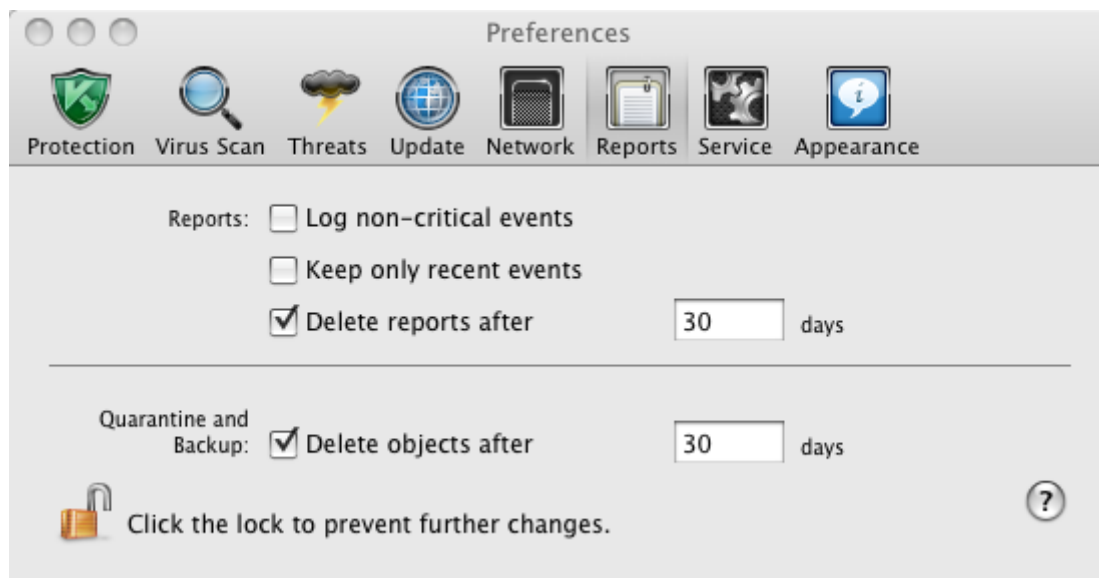 Preferences
Protection Virus Scan Threats Update Network Reports Service Appearance
Reports: Log non-critical events
Keep only recent events
Delete reports after 30 days
Quarantine and
Backup: Delete objects after 30 days
Click the lock to prevent further changes.
?